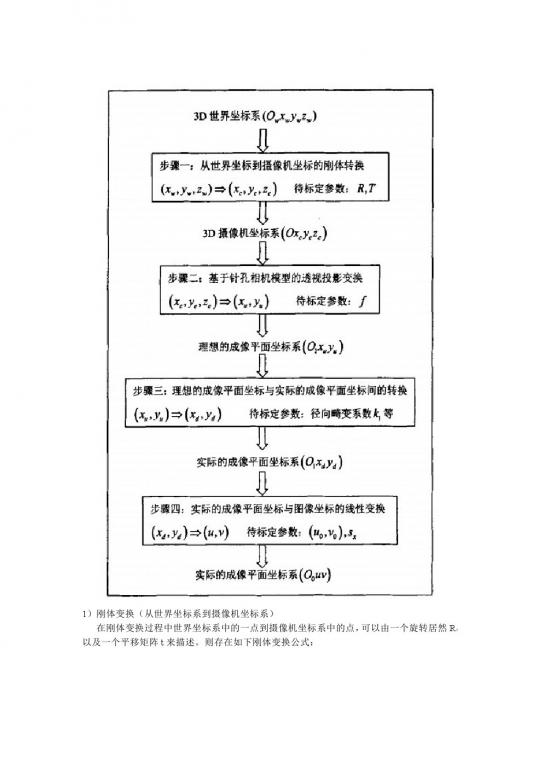 3D 世界坐标系(O_w x_w y_w z_w)
步骤一：从世界坐标到摄像机坐标的刚体转换
(x_w, y_w, z_w)⇒(x_c, y_c, z_c) 待标定参数：R,T
3D 摄像机坐标系(Ox_c y_c z_c)
步骤二：基于针孔相机模型的透视投影变换
(x_c, y_c, z_c)⇒(x_u, y_u) 待标定参数：f
理想的成像平面坐标系(O_1 x_u y_u)
步骤三：理想的成像平面坐标与实际的成像平面坐标间的转换
(x_u, y_u)⇒(x_d, y_d) 待标定参数：径向畸变系数k_1 等
实际的成像平面坐标系(O_1 x_d y_d)
步骤四：实际的成像平面坐标与图像坐标的线性变换
(x_d, y_d)⇒(u,v) 待标定参数：(u_0, v_0), s_x
实际的成像平面坐标系(O_0 uv)
1）刚体变换（从世界坐标系到摄像机坐标系）
在刚体变换过程中世界坐标系中的一点到摄像机坐标系中的点，可以由一个旋转居然 R，
以及一个平移矩阵 t 来描述。则存在如下刚体变换公式：